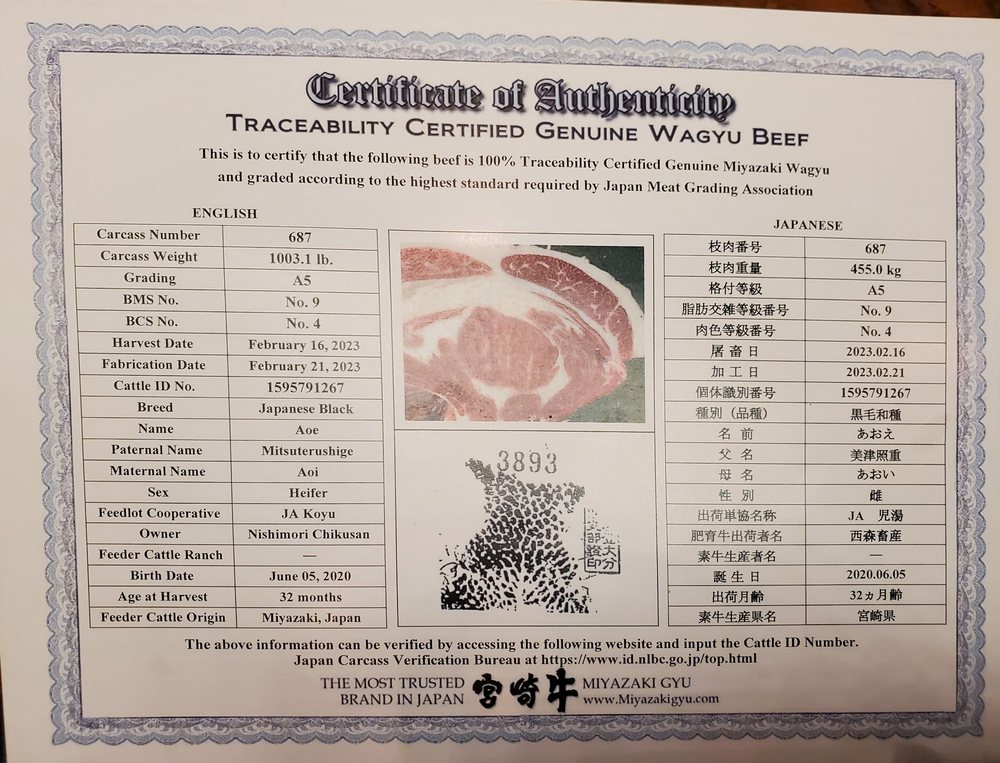 Certificate of Authenticity
TRACEABILITY CERTIFIED GENUINE WAGYU BEEF
This is to certify that the following beef is 100% Traceability Certified Genuine Miyazaki Wagyu
and graded according to the highest standard required by Japan Meat Grading Association
ENGLISH
Carcass Number 687
Carcass Weight 1003.1 lb.
Grading A5
BMS No. No. 9
BCS No. No. 4
Harvest Date February 16, 2023
Fabrication Date February 21, 2023
Cattle ID No. 1595791267
Breed Japanese Black
Name Aoe
Paternal Name Mitsuterushige
Maternal Name Aoi
Sex Heifer
Feedlot Cooperative JA Koyu
Owner Nishimori Chikusan
Feeder Cattle Ranch —
Birth Date June 05, 2020
Age at Harvest 32 months
Feeder Cattle Origin Miyazaki, Japan
3893
JAPANESE
枝肉番号 687
枝肉重量 455.0 kg
格付等級 A5
脂肪交雑等級番号 No. 9
肉色等級番号 No. 4
屠畜日 2023.02.16
加工日 2023.02.21
個体識別番号 1595791267
種別（品種） 黒毛和種
名前 あおえ
父名 美津照重
母名 あおい
性別 雌
出荷単協名称 JA 児湯
肥育牛出荷者名 西森畜産
素牛生産者名 —
誕生日 2020.06.05
出荷月齢 32ヵ月齢
素牛生産県名 宮崎県
The above information can be verified by accessing the following website and input the Cattle ID Number.
Japan Carcass Verification Bureau at https://www.id.nlbc.go.jp/top.html
THE MOST TRUSTED
BRAND IN JAPAN
宮崎牛
MIYAZAKI GYU
www.Miyazakigyu.com